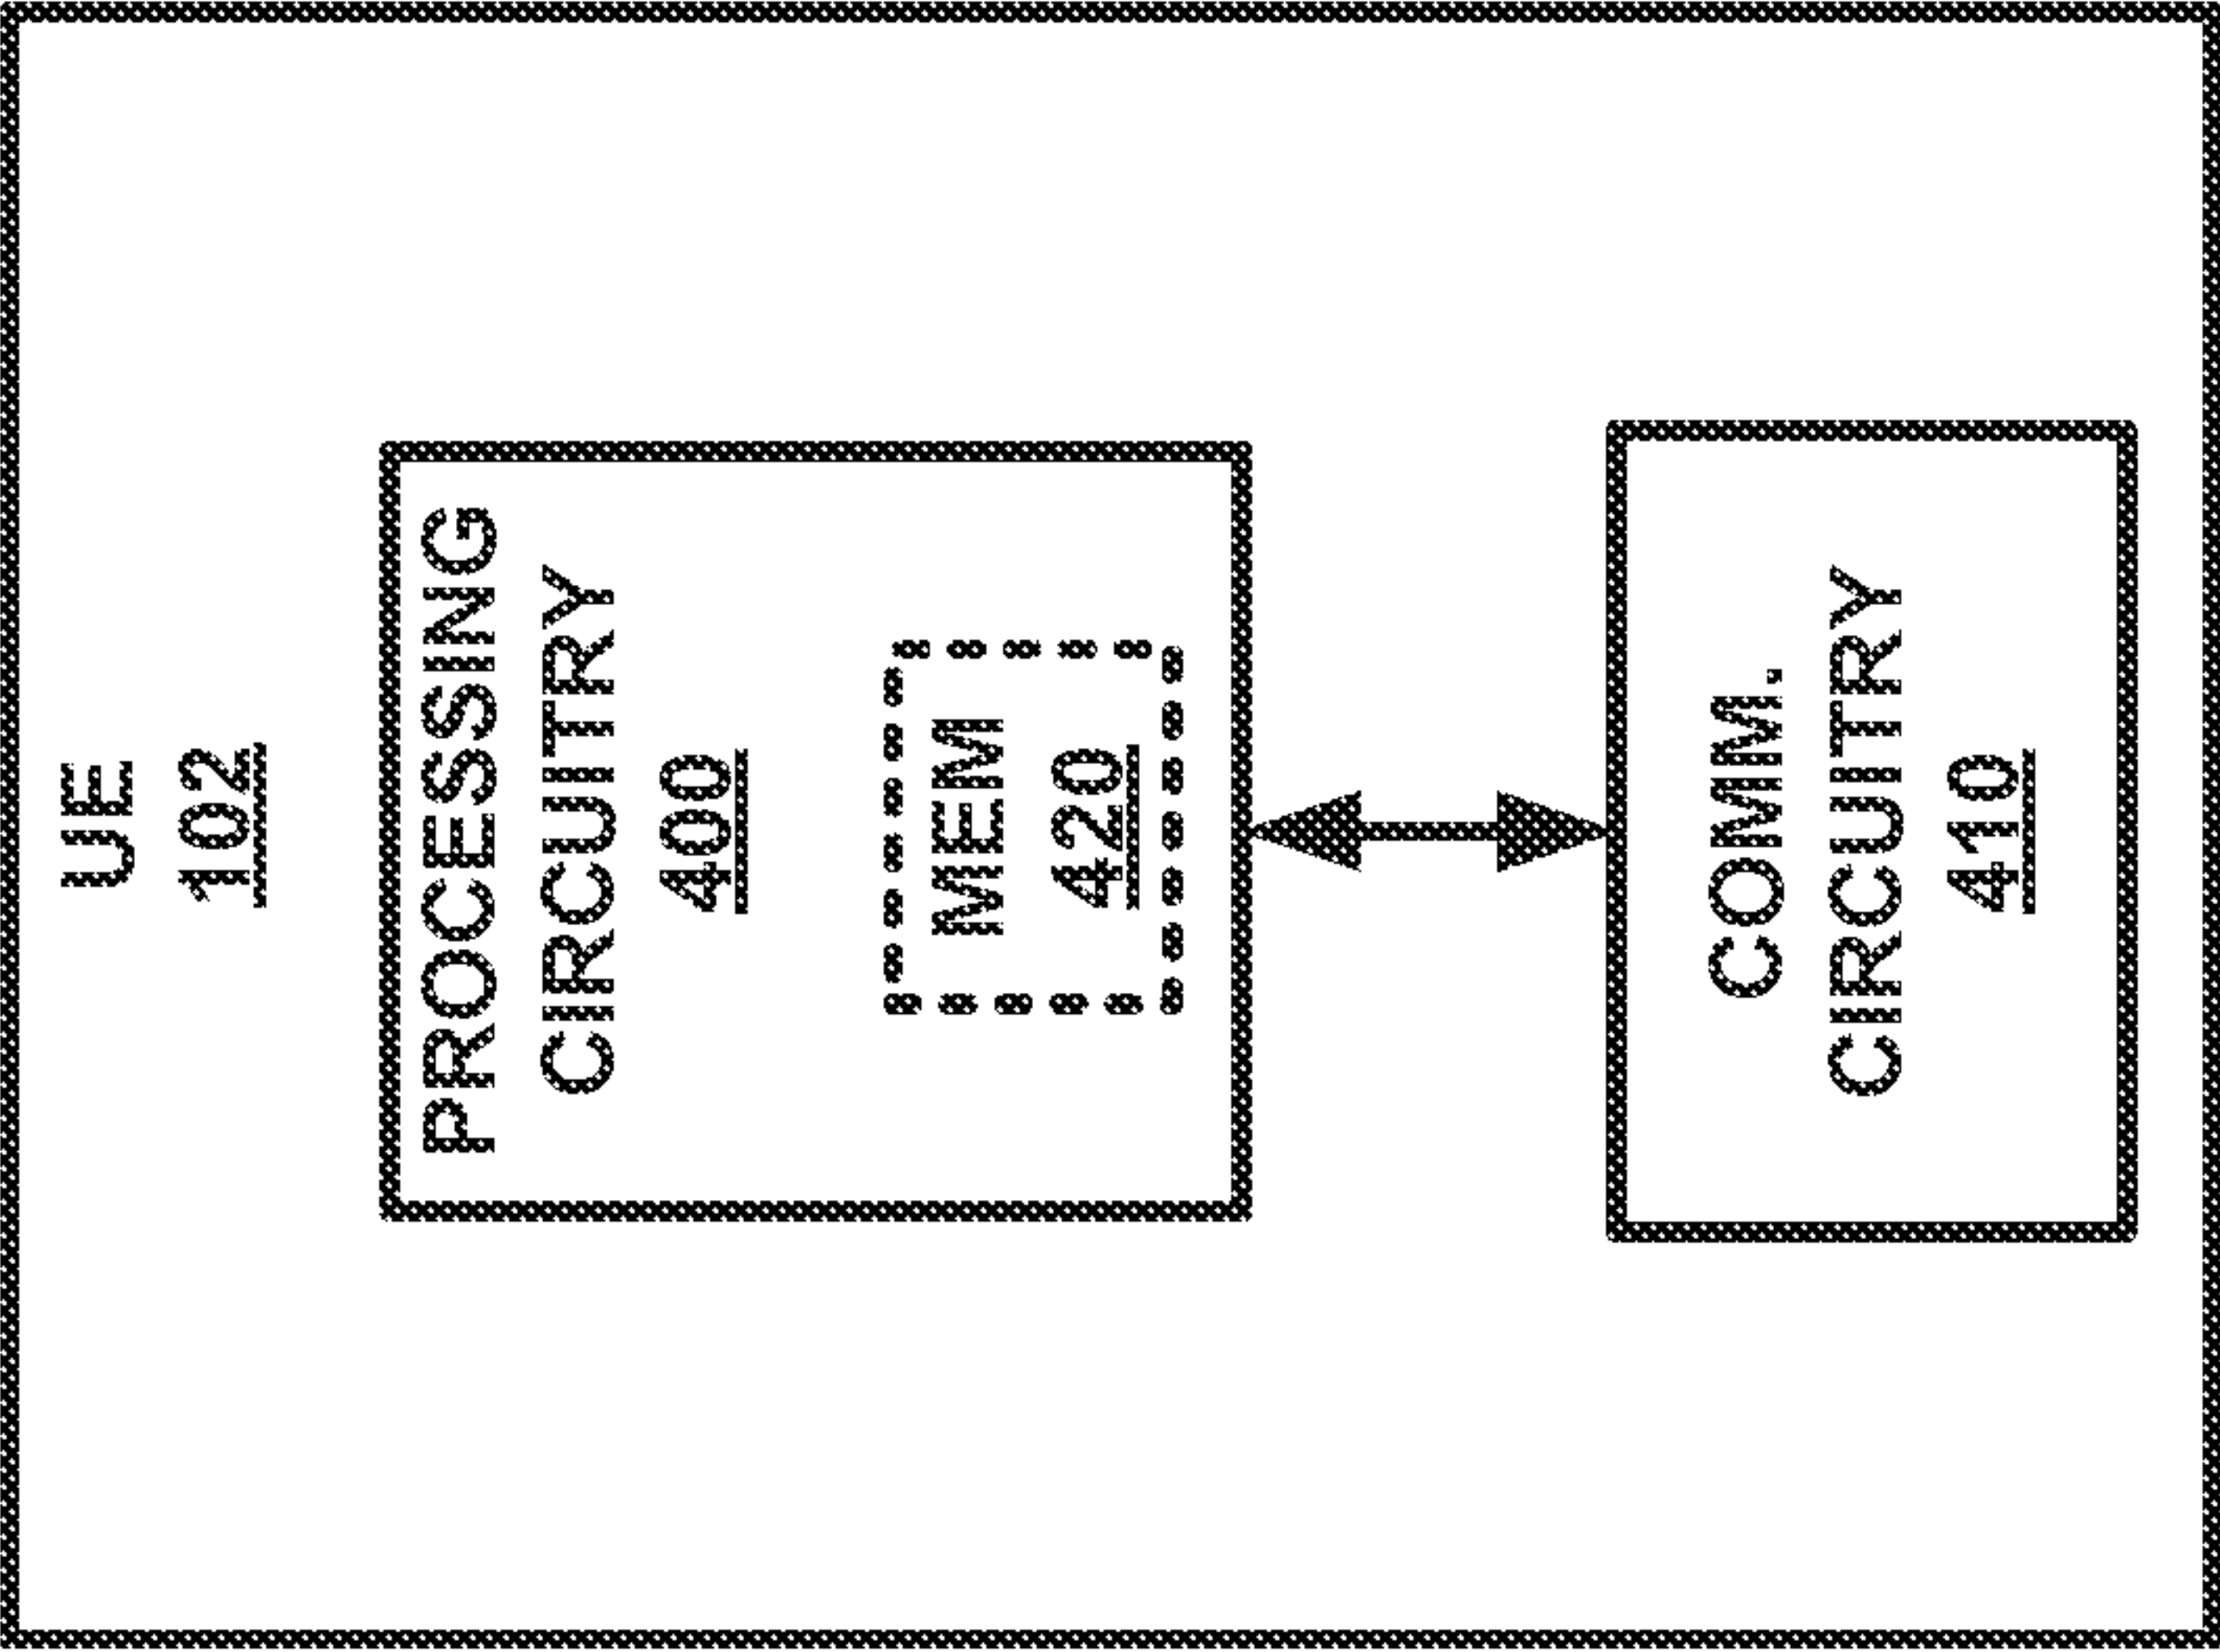 UE
102
PROCESSING
CIRCUITRY
400
MEM
420
COMM.
CIRCUITRY
410